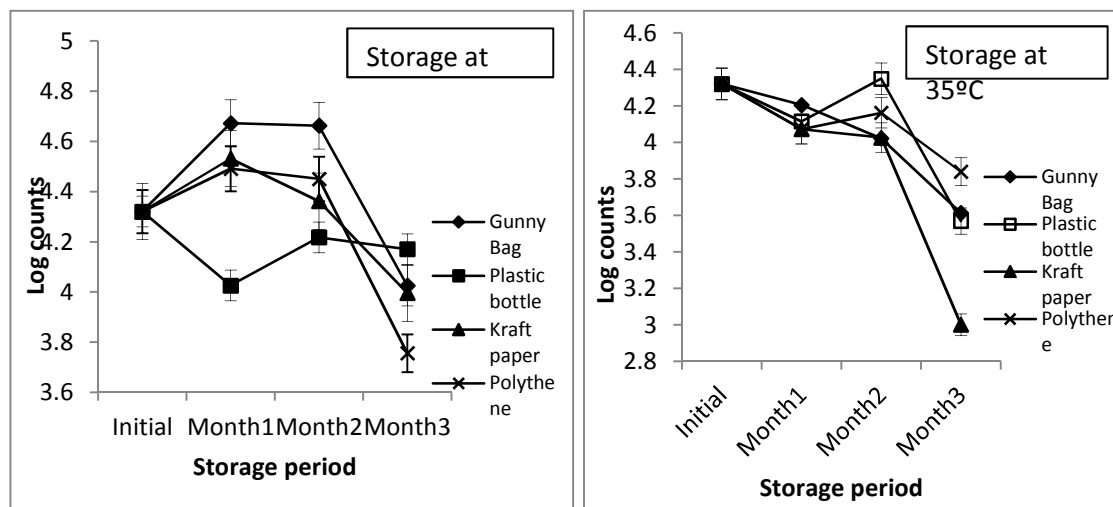 Storage at
5
4.8
4.6
4.4
4.2
4
3.8
3.6
Log counts
Initial Month1 Month2 Month3
Storage period
Gunny
Bag
Plastic
bottle
Kraft
paper
Polythe
ne
Storage at
35ºC
4.6
4.4
4.2
4
3.8
3.6
3.4
3.2
3
2.8
Log counts
Initial
Month1
Month2
Month3
Storage period
Gunny
Bag
Plastic
bottle
Kraft
paper
Polythen
e